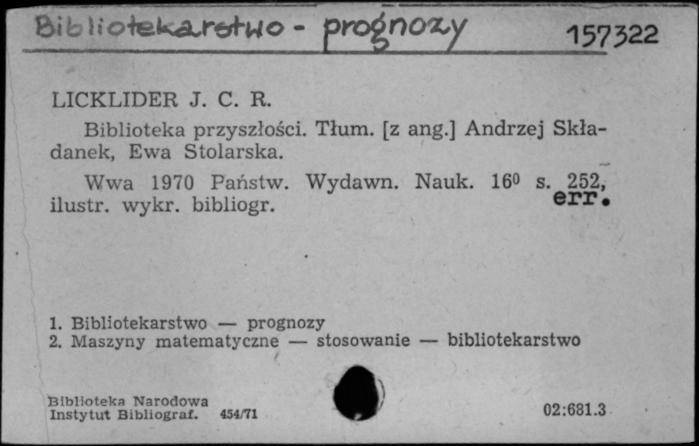 Bibliotekarstwo - prognozy 157322
LICKLIDER J. C. R.
Biblioteka przyszłości. Tłum. [z ang.] Andrzej Skła-
danek, Ewa Stolarska.
Wwa 1970 Państw. Wydawn. Nauk. 16⁰ s. 252,
ilustr. wykr. bibliogr. err.
1. Bibliotekarstwo — prognozy
2. Maszyny matematyczne — stosowanie — bibliotekarstwo
Biblioteka Narodowa
Instytut Bibliograf. 454/71 02:681.3